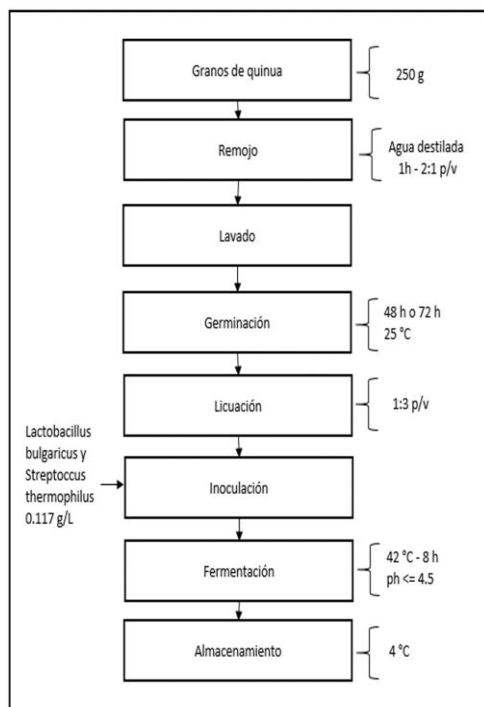 Granos de quinua
250 g
Remojo
Agua destilada
1h - 2:1 p/v
Lavado
Germinación
48 h o 72 h
25 °C
Licuación
1:3 p/v
Lactobacillus
bulgaricus y
Streptoccus
thermophilus
0.117 g/L
Inoculación
Fermentación
42 °C - 8 h
ph <= 4.5
Almacenamiento
4 °C